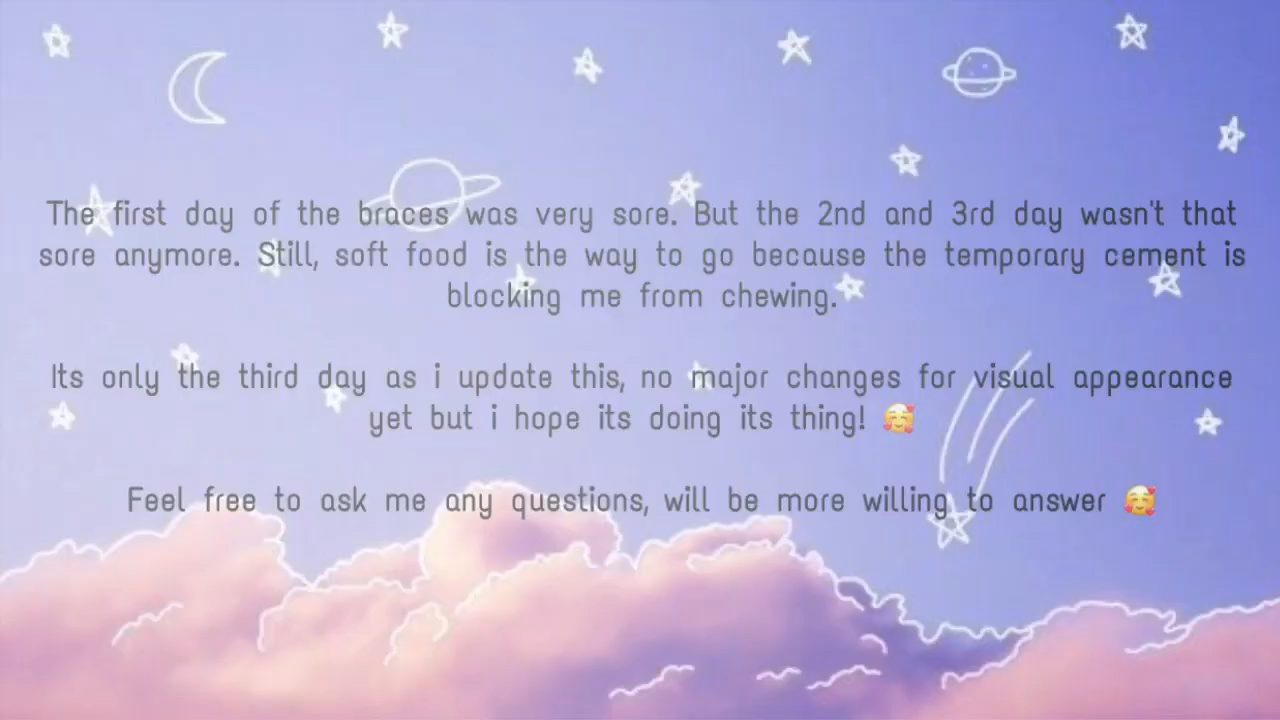 The first day of the braces was very sore. But the 2nd and 3rd day wasn't that
sore anymore. Still, soft food is the way to go because the temporary cement is
blocking me from chewing.
Its only the third day as i update this, no major changes for visual appearance
yet but i hope its doing its thing! 🥰
Feel free to ask me any questions, will be more willing to answer 🥰